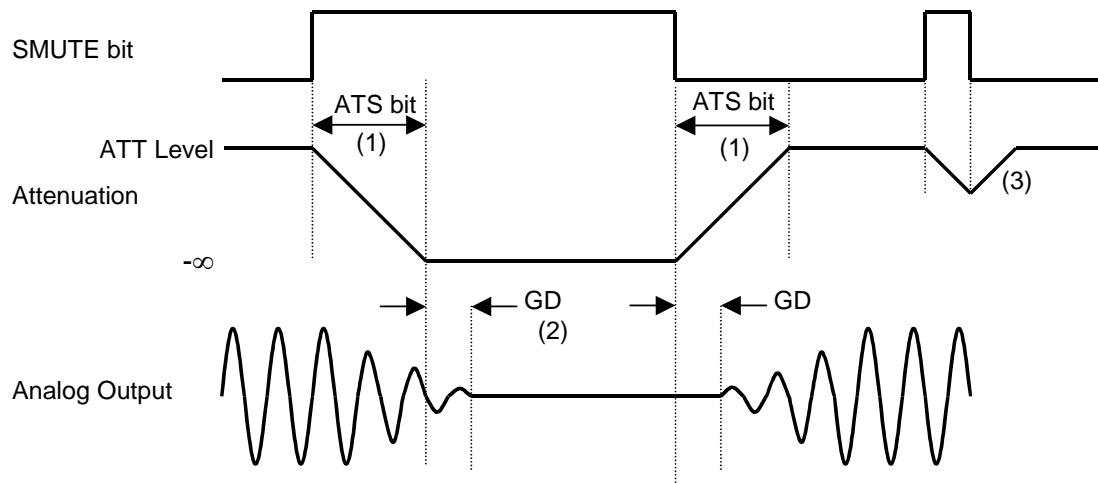 SMUTE bit
ATS bit
(1)
ATS bit
(1)
ATT Level
Attenuation
(3)
-∞
GD
(2)
GD
Analog Output